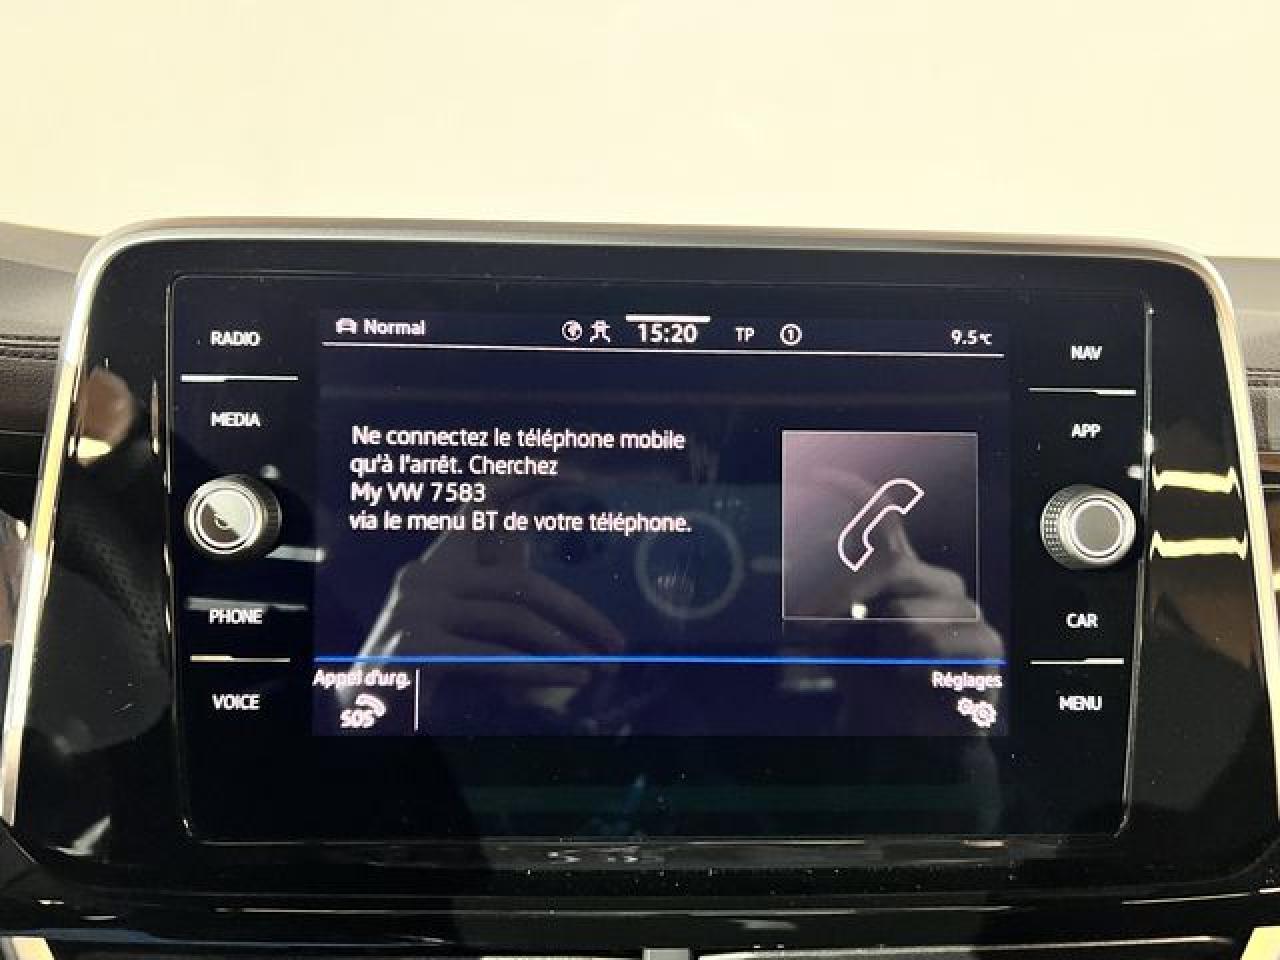 Normal 15:20 TP 1 9.5°C
RADIO
MEDIA
PHONE
VOICE
Ne connectez le téléphone mobile
qu'à l'arrêt. Cherchez
My VW 7583
via le menu BT de votre téléphone.
Appel d'urg.
SOS
Réglages
NAV
APP
CAR
MENU